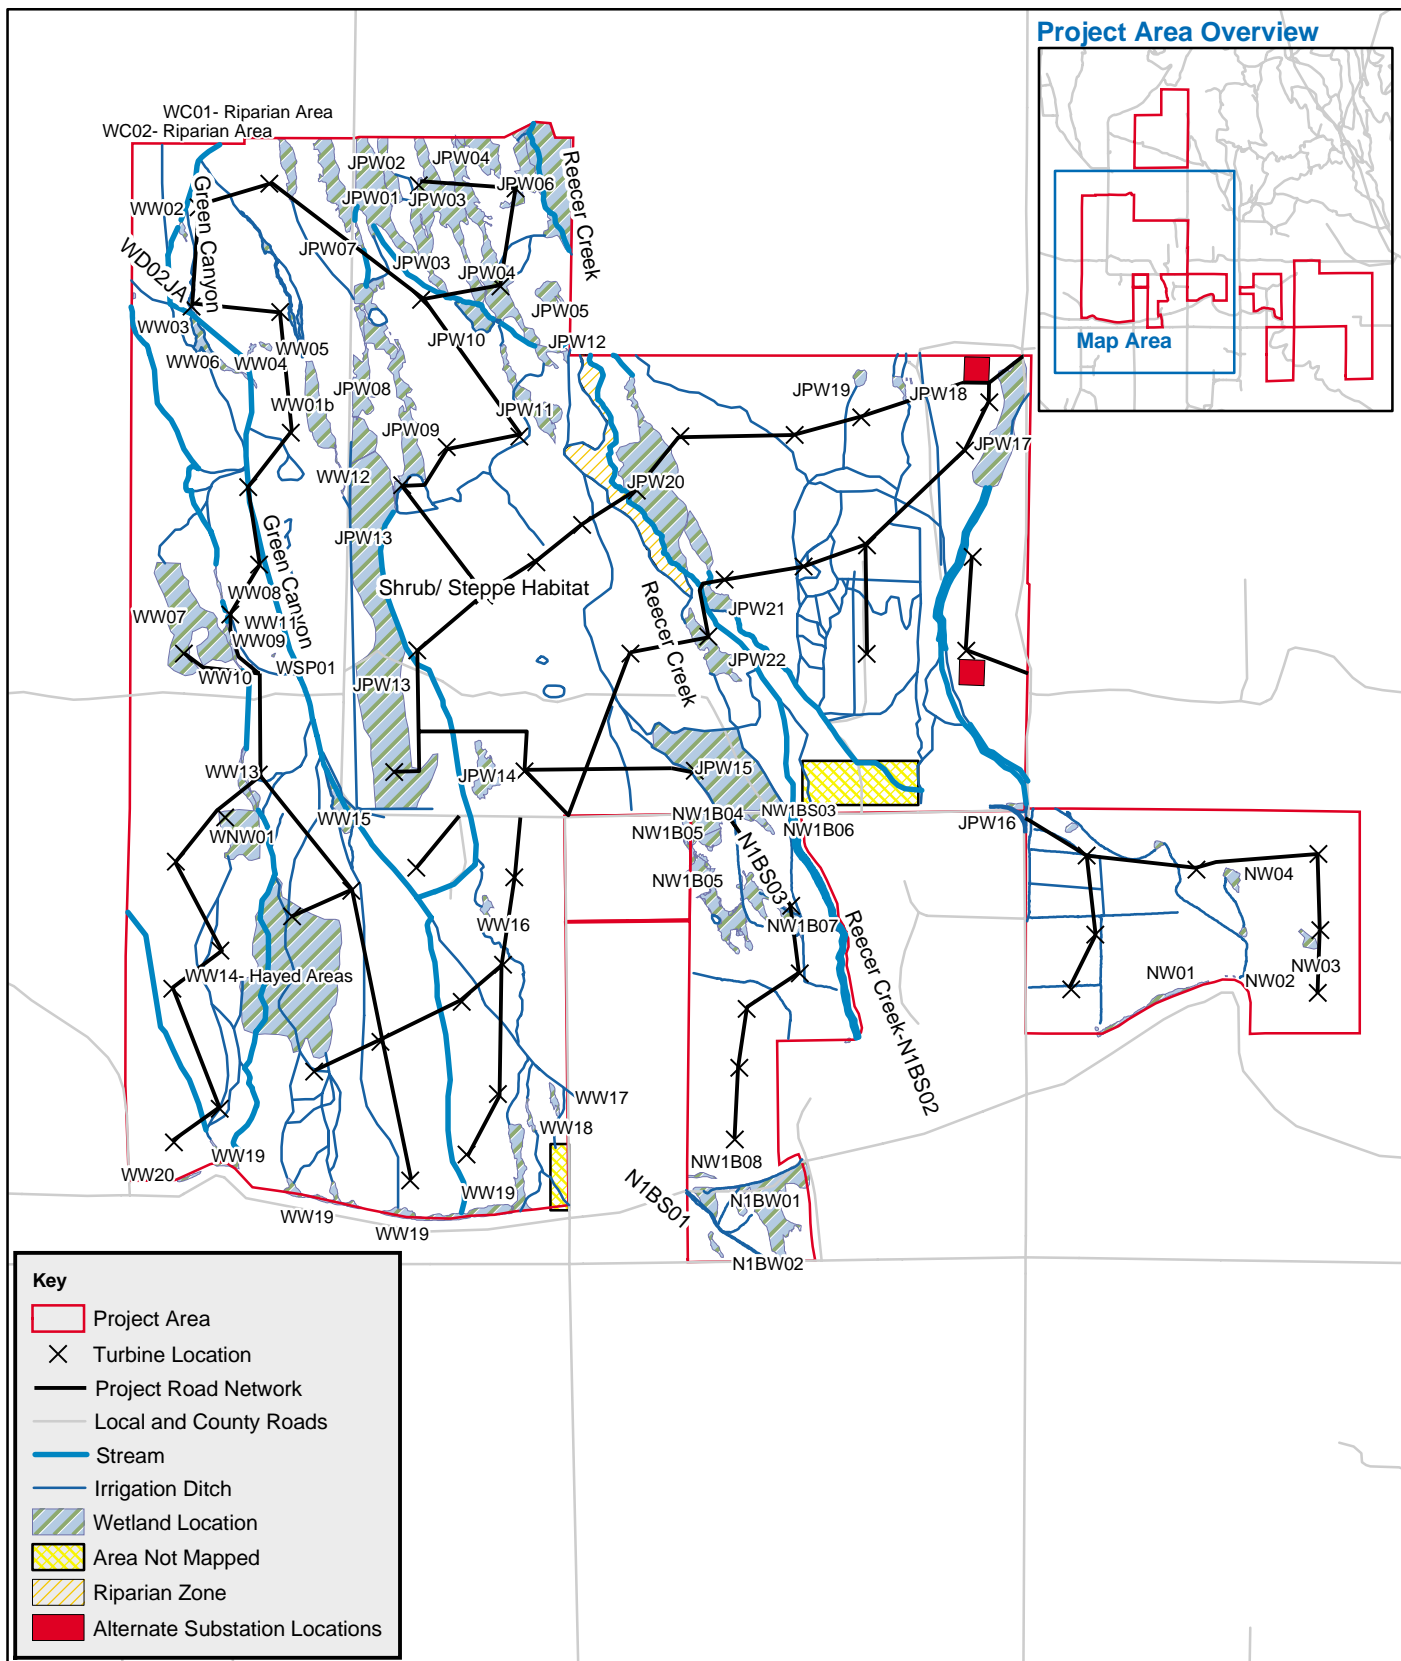 Project Area Overview
Map Area
WC01- Riparian Area
WC02- Riparian Area
JPW02
JPW04
JPW06
Reecer Creek
Green Canyon
JPW01
JPW03
WW02
WD02JA
JPW07
JPW03
JPW04
JPW05
WW03
WW06
WW05
WW04
JPW10
JPW12
JPW08
WW01b
JPW11
JPW09
JPW19
JPW18
JPW17
WW12
JPW20
JPW13
Green Canyon
Shrub/ Steppe Habitat
WW08
WW07
WW11
WW09
WSP01
WW10
JPW13
Reecer Creek
JPW21
JPW22
WW13
JPW14
JPW15
WW15
WNW01
NW1B04
NW1BS03
NW1B05
NW1B06
JPW16
N1BS03
NW1B05
NW04
WW16
NW1B07
Reecer Creek-N1BS02
WW14- Hayed Areas
NW01
NW02
NW03
WW17
WW18
WW19
WW20
WW19
WW19
WW19
NW1B08
N1BS01
N1BW01
N1BW02
Key
Project Area
Turbine Location
Project Road Network
Local and County Roads
Stream
Irrigation Ditch
Wetland Location
Area Not Mapped
Riparian Zone
Alternate Substation Locations